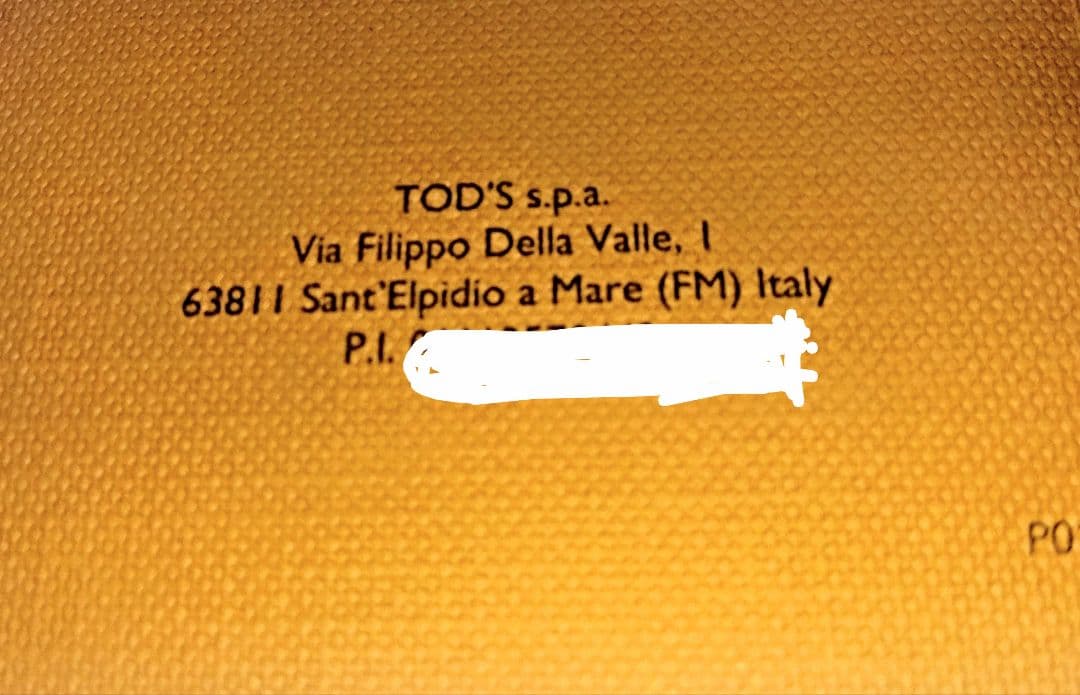 TOD'S s.p.a.
Via Filippo Della Valle, 1
63811 Sant'Elpidio a Mare (FM) Italy
P.I.